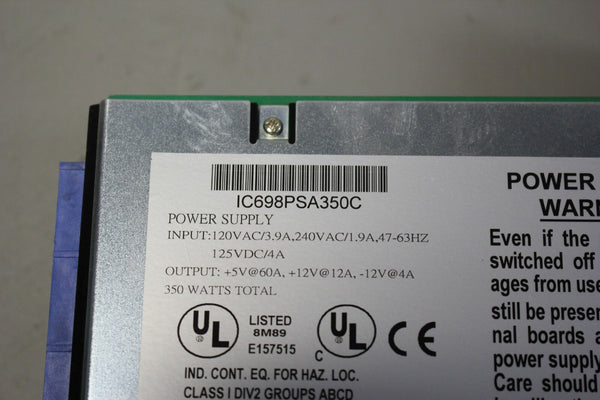 IC698PSA350C
POWER SUPPLY
INPUT:120VAC/3.9A,240VAC/1.9A,47-63HZ
125VDC/4A
OUTPUT: +5V@60A, +12V@12A, -12V@4A
350 WATTS TOTAL
UL LISTED
8M89
E157515
C UL CE
IND. CONT. EQ. FOR HAZ. LOC.
CLASS I DIV2 GROUPS ABCD
POWER
WARN
Even if the
switched off
ages from use
still be presen
nal boards a
power supply
Care should